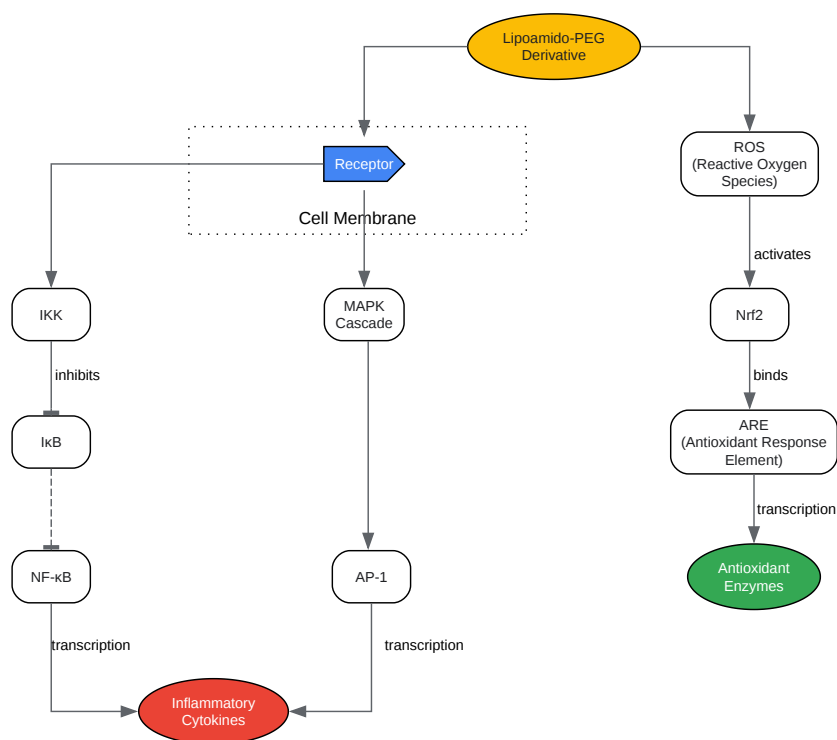 Lipoamido-PEG
Derivative
Receptor
Cell Membrane
ROS
(Reactive Oxygen
Species)
activates
IKK
MAPK
Cascade
Nrf2
inhibits
binds
IκB
ARE
(Antioxidant Response
Element)
transcription
NF-κB
AP-1
Antioxidant
Enzymes
transcription
transcription
Inflammatory
Cytokines